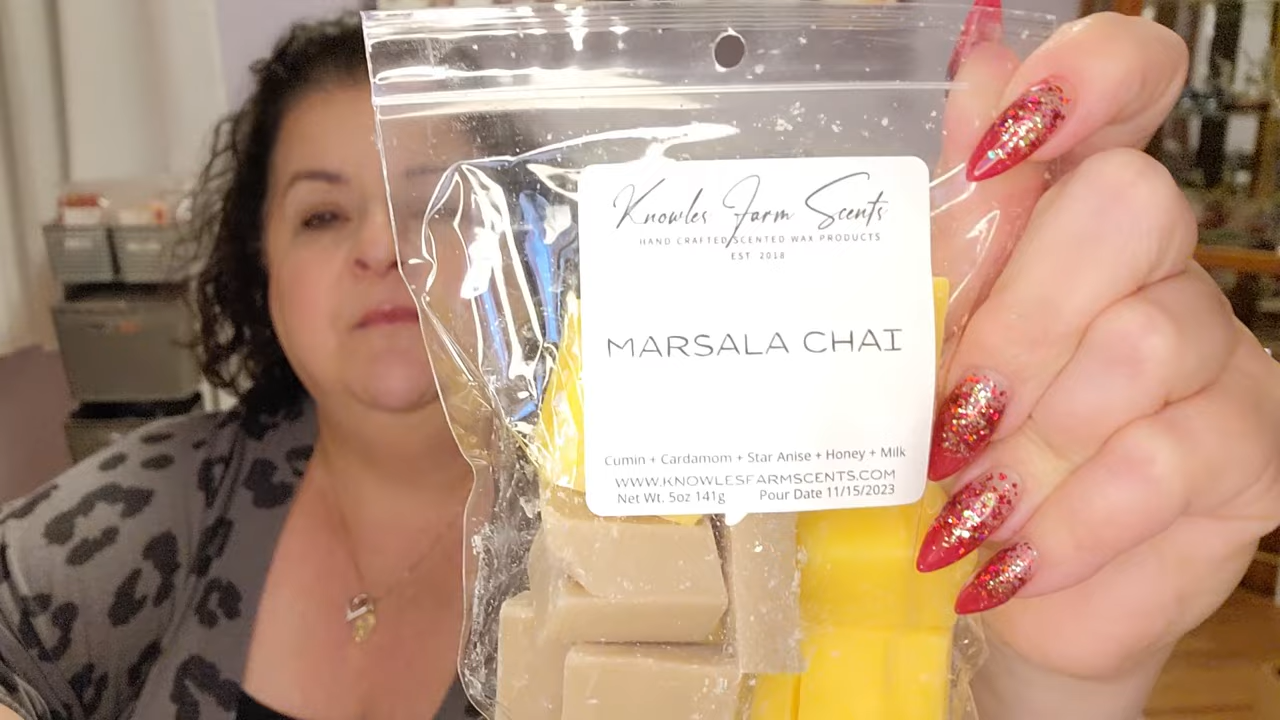 Knowles Farm Scents
HAND CRAFTED SCENTED WAX PRODUCTS
EST. 2018
MARSALA CHAI
Cumin + Cardamom + Star Anise + Honey + Milk
WWW.KNOWLESFARMSCENTS.COM
Net Wt. 5oz 141g Pour Date 11/15/2023